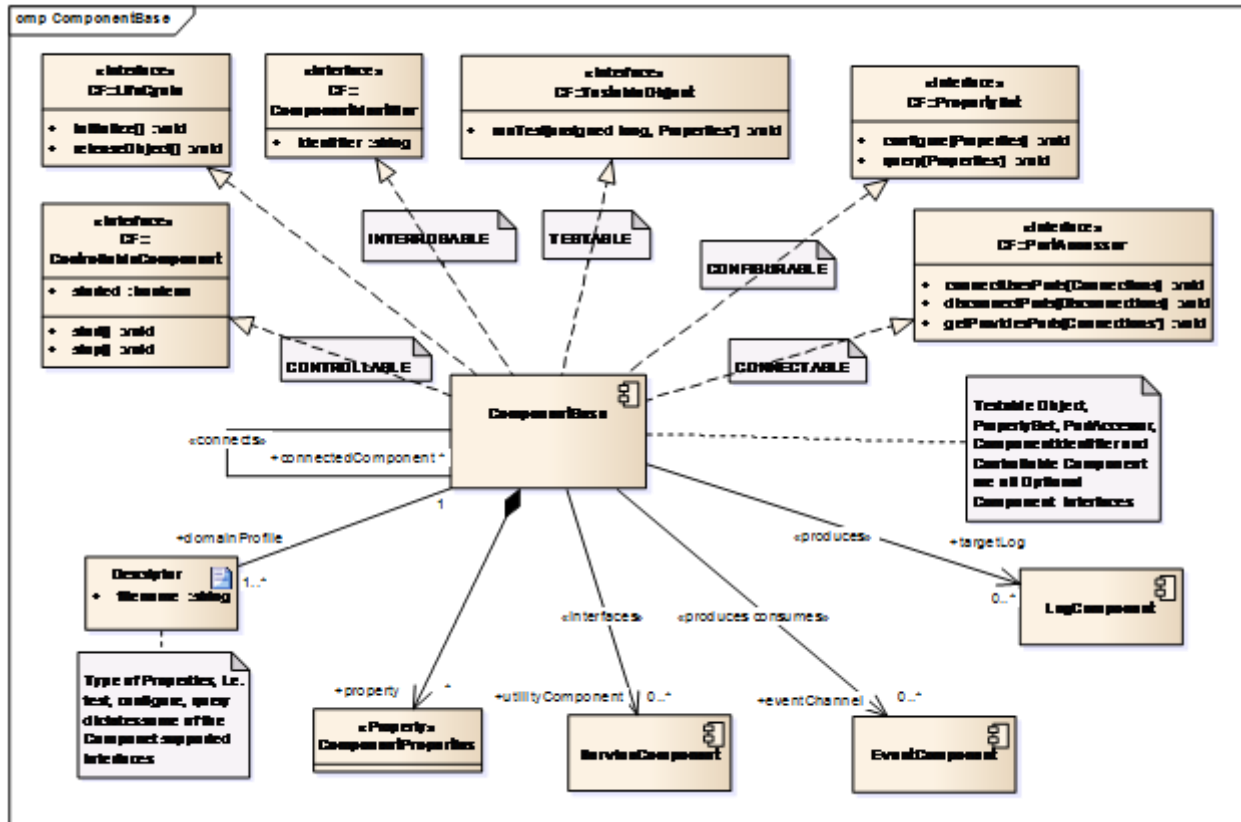 omp ComponentBase
«interface»
CF::LifeCycle
+ initialize() :void
+ releaseObject() :void
«interface»
CF::
ComponentIdentifier
+ identifier :string
«interface»
CF::TestableObject
+ runTest(unsigned long, Properties*) :void
«interface»
CF::PropertySet
+ configure(Properties) :void
+ query(Properties*) :void
«interface»
CF::
ControllableComponent
+ started :boolean
+ start() :void
+ stop() :void
INTERROBABLE
TESTABLE
CONFIGURABLE
«interface»
CF::PortAccessor
+ connectUsesPorts(Connections) :void
+ disconnectPorts(Disconnections) :void
+ getProvidesPorts(Connections*) :void
CONTROLLABLE
CONNECTABLE
ComponentBase
«connects»
+connectedComponent *
Testable Object,
PropertySet, PortAccessor,
ComponentIdentifier and
Controllable Component
are all Optional
Component Interfaces
1
+domainProfile
1..*
Descriptor
+ filename :string
Type of Properties, i.e.
test, configure, query
dictates some of the
Componet supported
interfaces
«produces»
+targetLog
0..*
LogComponent
«interfaces»
«produces consumes»
+property
*
+utilityComponent
0..*
+eventChannel
0..*
«Property»
ComponentProperties
ServiceComponent
EventComponent